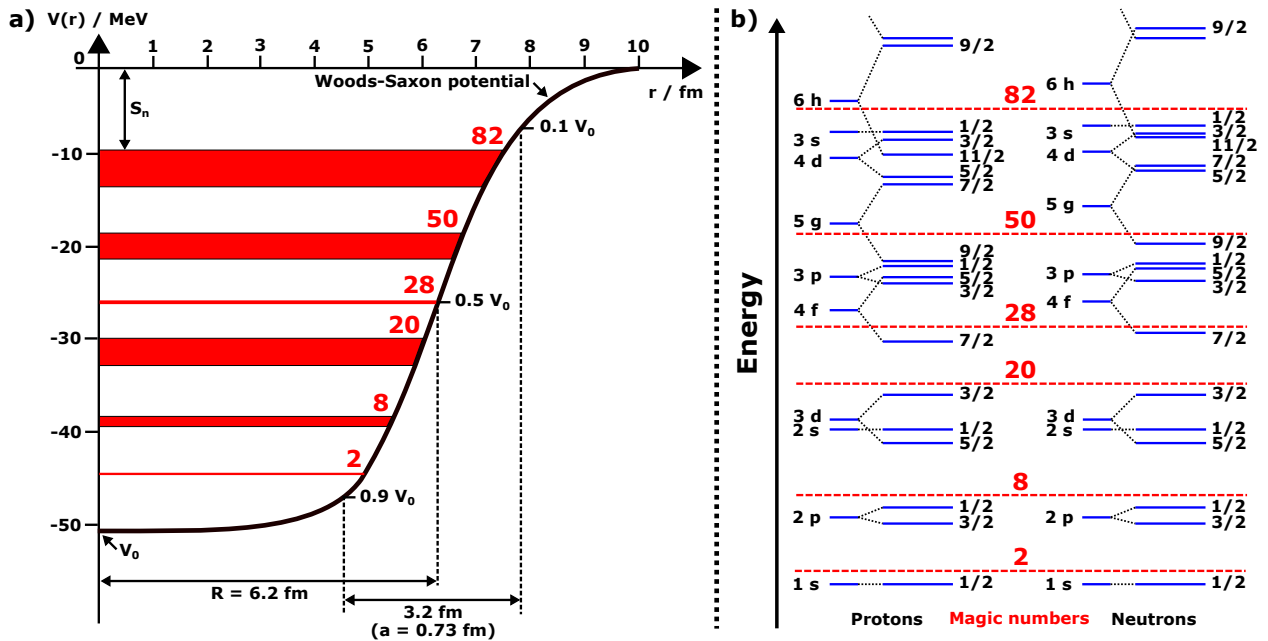 a)
V(r) / MeV
0
1
2
3
4
5
6
7
8
9
10
r / fm
Woods-Saxon potential
Sn
0.1 V0
82
-10
50
-20
28
0.5 V0
20
-30
8
-40
2
0.9 V0
-50
V0
R = 6.2 fm
3.2 fm
(a = 0.73 fm)
b)
Energy
9/2
9/2
6 h
82
6 h
3 s
1/2
3 s
1/2
4 d
3/2
4 d
3/2
11/2
11/2
5/2
7/2
7/2
5/2
5 g
50
5 g
9/2
9/2
3 p
1/2
3 p
1/2
5/2
5/2
3/2
3/2
4 f
28
4 f
7/2
7/2
20
3/2
3/2
3 d
3 d
2 s
1/2
2 s
1/2
5/2
5/2
8
2 p
1/2
2 p
1/2
3/2
3/2
2
1 s
1/2
1 s
1/2
Protons
Magic numbers
Neutrons